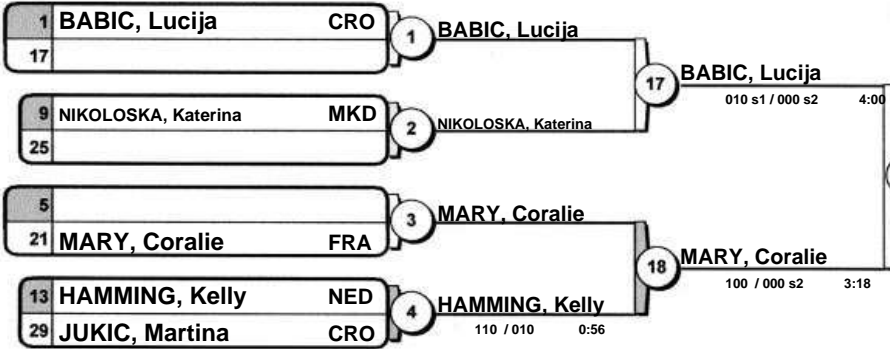 1 BABIC, Lucija CRO
17
1
BABIC, Lucija
9 NIKOLOSKA, Katerina MKD
25
2
NIKOLOSKA, Katerina
17
BABIC, Lucija
010 s1 / 000 s2 4:00
5
21 MARY, Coralie FRA
3
MARY, Coralie
13 HAMMING, Kelly NED
29 JUKIC, Martina CRO
4
HAMMING, Kelly
110 / 010 0:56
18
MARY, Coralie
100 / 000 s2 3:18